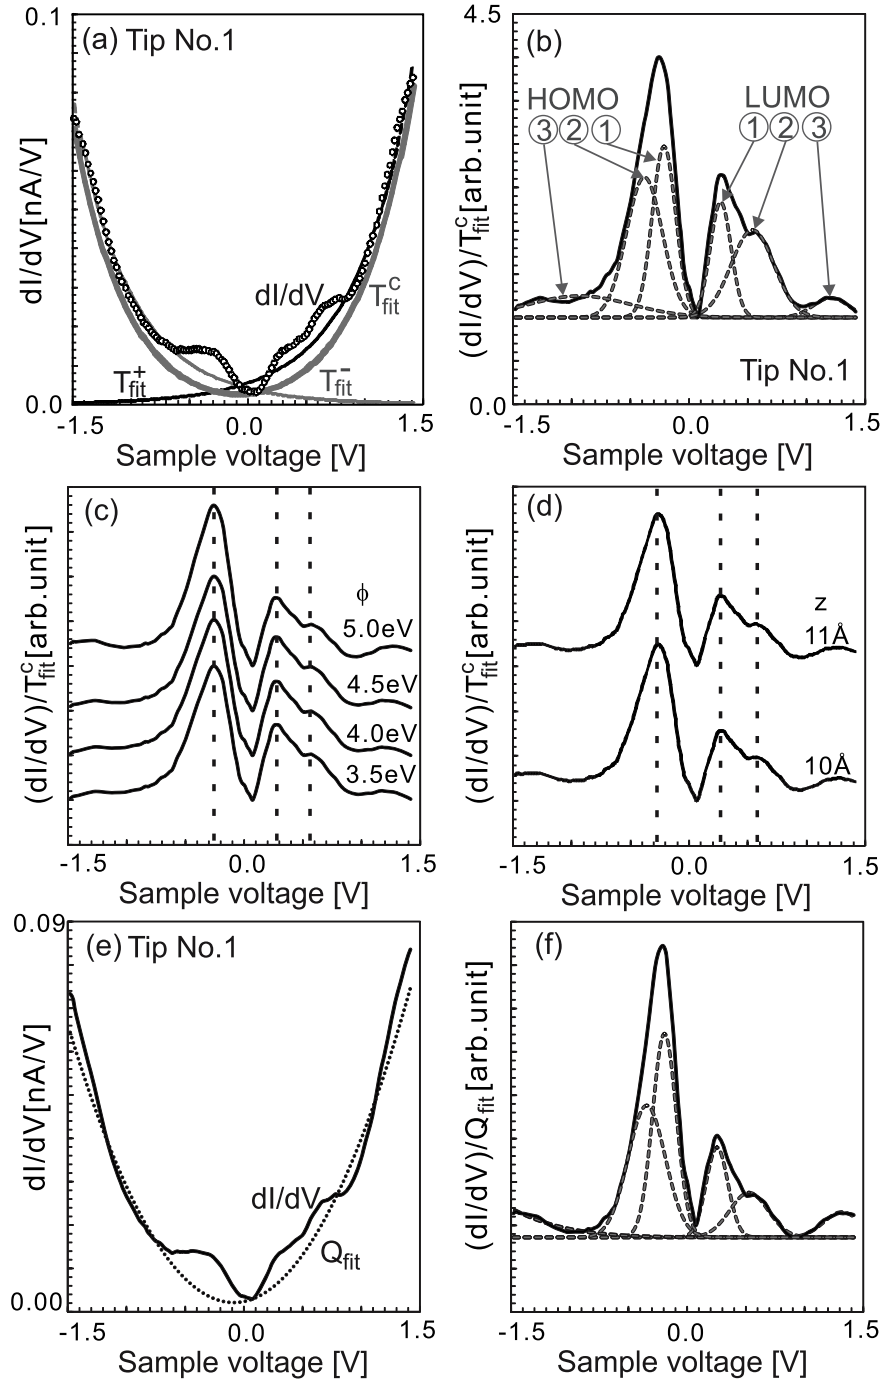 (a) Tip No.1
0.1
dI/dV[nA/V]
dI/dV
T^c_fit
T^+_fit
T^-_fit
0.0
-1.5
0.0
1.5
Sample voltage [V]
4.5
(b)
HOMO
③②①
LUMO
①②③
(dI/dV)/T^c_fit[arb.unit]
Tip No.1
0.0
-1.5
0.0
1.5
Sample voltage [V]
(c)
(dI/dV)/T^c_fit[arb.unit]
ϕ
5.0eV
4.5eV
4.0eV
3.5eV
-1.5
0.0
1.5
Sample voltage [V]
(d)
(dI/dV)/T^c_fit[arb.unit]
z
11Å
10Å
-1.5
0.0
1.5
Sample voltage [V]
0.09
(e) Tip No.1
dI/dV[nA/V]
dI/dV
Q_fit
0.00
-1.5
0.0
1.5
Sample voltage [V]
(f)
(dI/dV)/Q_fit[arb.unit]
-1.5
0.0
1.5
Sample voltage [V]